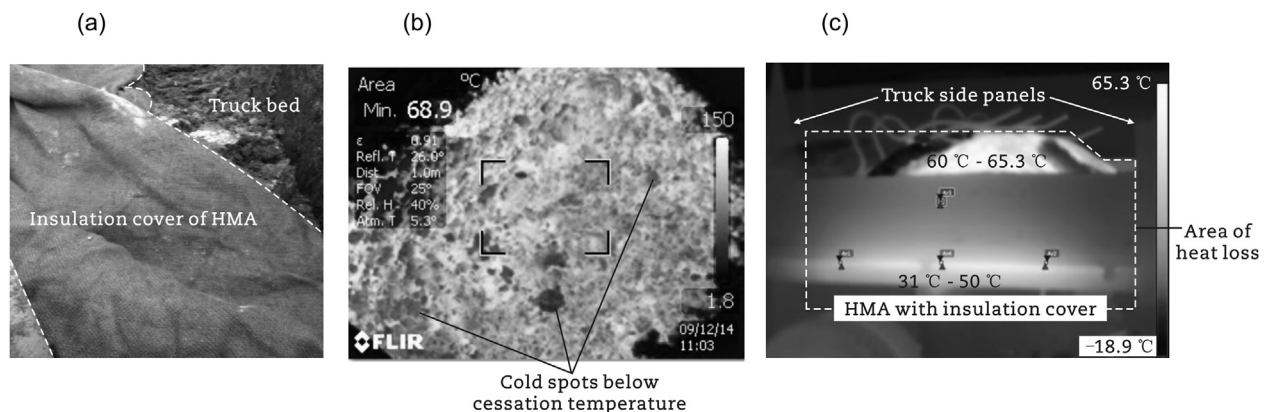 (a)
(b)
(c)
Truck bed
Insulation cover of HMA
Area
℃
Min. 68.9
ε 0.91
Refl. T 26.0°
Dist 1.0m
FOV 25°
Rel. H 40%
Atm. T 5.3°
150
1.8
FLIR
09/12/14
11:03
Cold spots below
cessation temperature
65.3 ℃
Truck side panels
60 ℃ - 65.3 ℃
Area of
heat loss
31 ℃ - 50 ℃
HMA with insulation cover
−18.9 ℃